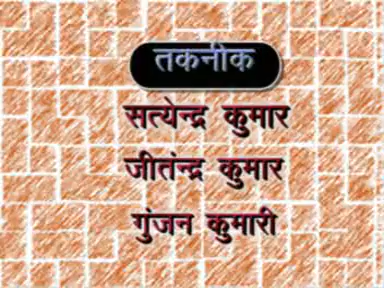 तकनीक
सत्येन्द्र कुमार
जीतंन्द्र कुमार
गुंजन कुमारी